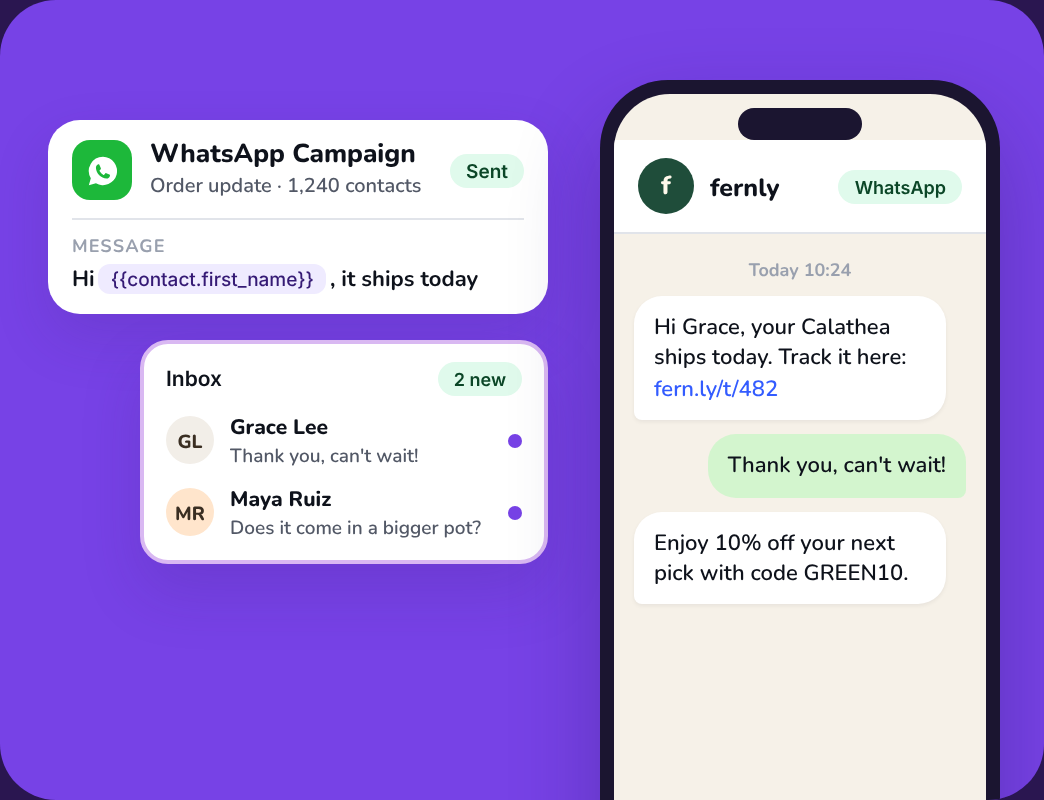 WhatsApp Campaign
Order update · 1,240 contacts
Sent
MESSAGE
Hi {{contact.first_name}} , it ships today
Inbox
2 new
GL
Grace Lee
Thank you, can't wait!
MR
Maya Ruiz
Does it come in a bigger pot?
f
fernly
WhatsApp
Today 10:24
Hi Grace, your Calathea
ships today. Track it here:
fern.ly/t/482
Thank you, can't wait!
Enjoy 10% off your next
pick with code GREEN10.